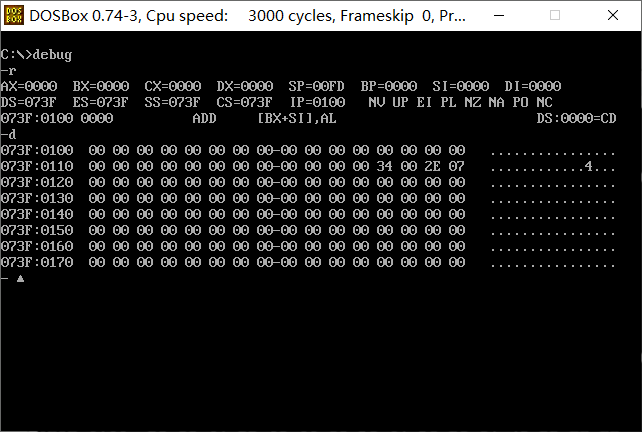 DOS BOX DOSBox 0.74-3, Cpu speed:    3000 cycles, Frameskip  0, Pr...
C:\>debug
-r
AX=0000  BX=0000  CX=0000  DX=0000  SP=00FD  BP=0000  SI=0000  DI=0000
DS=073F  ES=073F  SS=073F  CS=073F  IP=0100   NV UP EI PL NZ NA PO NC
073F:0100 0000          ADD     [BX+SI],AL                         DS:0000=CD
-d
073F:0100  00 00 00 00 00 00 00 00-00 00 00 00 00 00 00 00   ................
073F:0110  00 00 00 00 00 00 00 00-00 00 00 00 34 00 2E 07   ............4...
073F:0120  00 00 00 00 00 00 00 00-00 00 00 00 00 00 00 00   ................
073F:0130  00 00 00 00 00 00 00 00-00 00 00 00 00 00 00 00   ................
073F:0140  00 00 00 00 00 00 00 00-00 00 00 00 00 00 00 00   ................
073F:0150  00 00 00 00 00 00 00 00-00 00 00 00 00 00 00 00   ................
073F:0160  00 00 00 00 00 00 00 00-00 00 00 00 00 00 00 00   ................
073F:0170  00 00 00 00 00 00 00 00-00 00 00 00 00 00 00 00   ................
- ▲